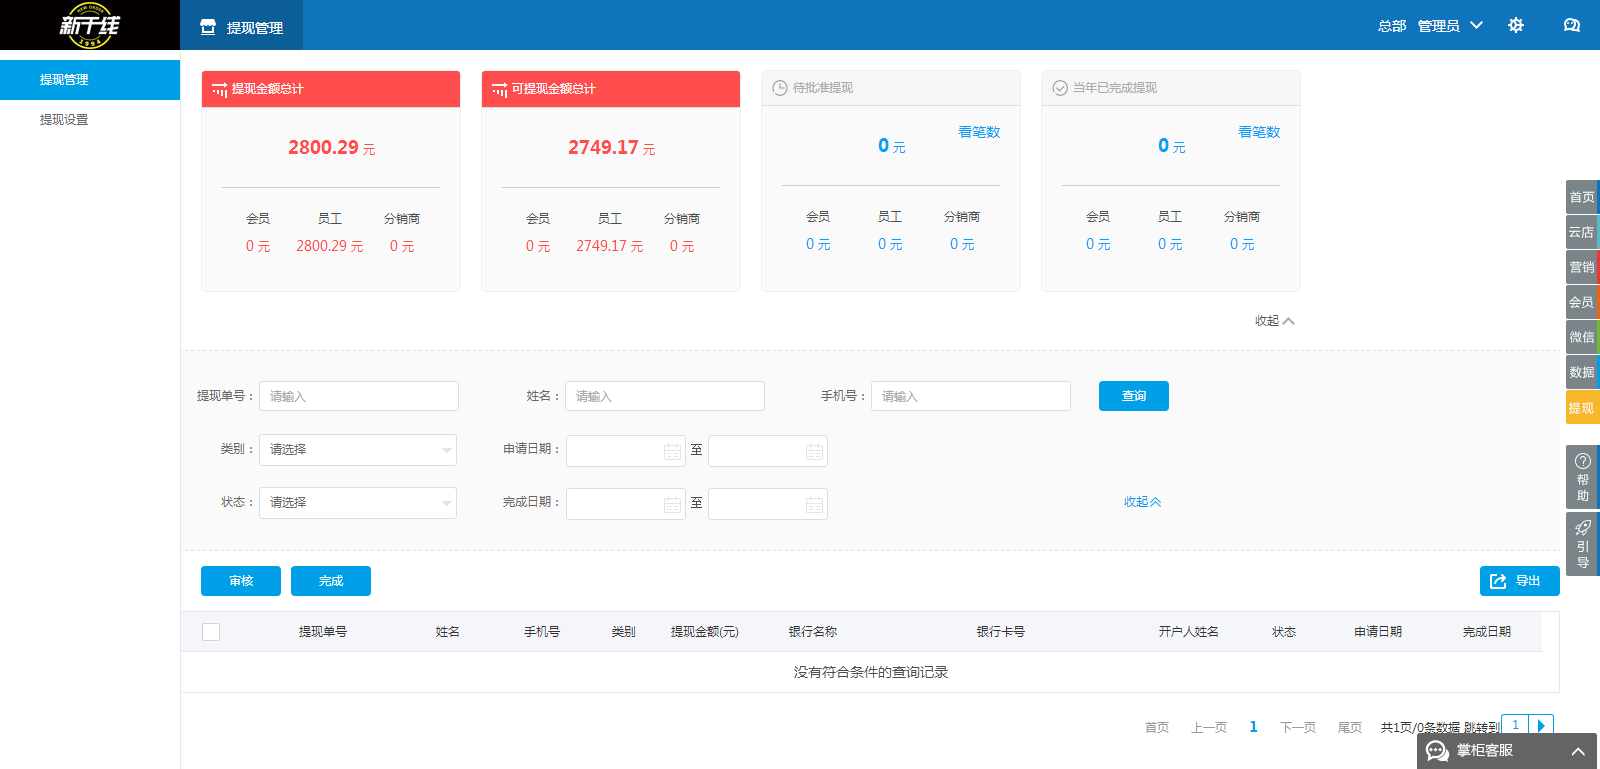 新干线
NEW ORDER
1994
提现管理
总部 管理员
提现管理
提现设置
提现金额总计
2800.29 元
会员 员工 分销商
0 元 2800.29 元 0 元
可提现金额总计
2749.17 元
会员 员工 分销商
0 元 2749.17 元 0 元
待批准提现
看笔数
0 元
会员 员工 分销商
0 元 0 元 0 元
当年已完成提现
看笔数
0 元
会员 员工 分销商
0 元 0 元 0 元
收起
提现单号： 请输入 姓名： 请输入 手机号： 请输入 查询
类别： 请选择 申请日期： 至
状态： 请选择 完成日期： 至 收起
审核 完成 导出
提现单号 姓名 手机号 类别 提现金额(元) 银行名称 银行卡号 开户人姓名 状态 申请日期 完成日期
没有符合条件的查询记录
首页 上一页 1 下一页 尾页 共1页/0条数据 跳转到 1
首页
云店
营销
会员
微信
数据
提现
帮助
引导
掌柜客服